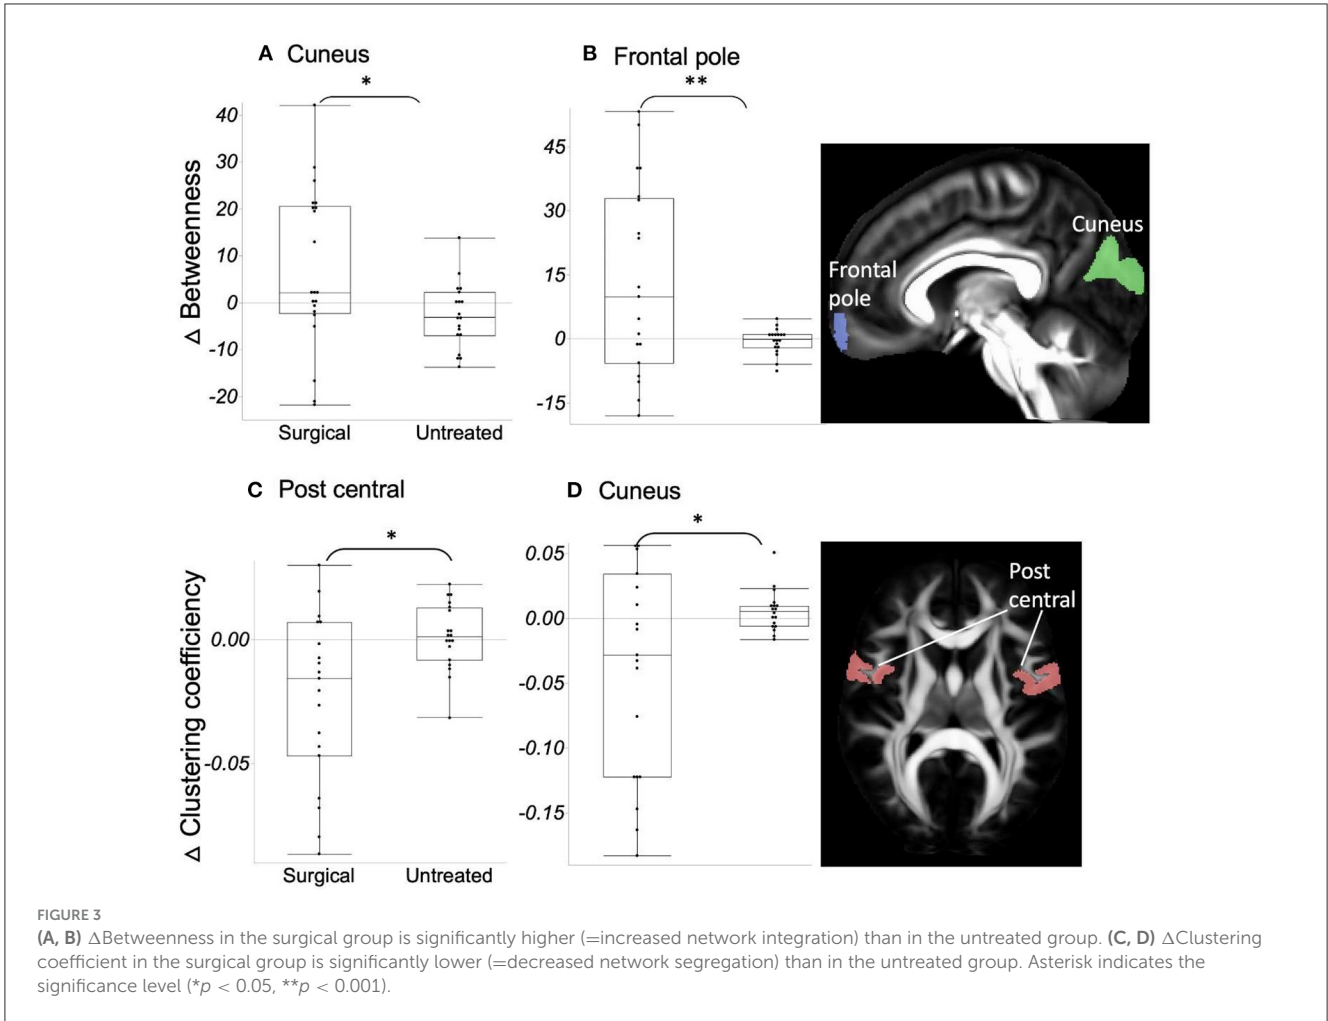 A Cuneus
*
40
30
20
10
0
-10
-20
Δ Betweenness
Surgical
Untreated
B Frontal pole
**
45
30
15
0
-15
Cuneus
Frontal
pole
C Post central
*
0.00
-0.05
Δ Clustering coefficiency
Surgical
Untreated
D Cuneus
*
0.05
0.00
-0.05
-0.10
-0.15
Post
central
FIGURE 3
(A, B) ΔBetweenness in the surgical group is significantly higher (=increased network integration) than in the untreated group. (C, D) ΔClustering
coefficient in the surgical group is significantly lower (=decreased network segregation) than in the untreated group. Asterisk indicates the
significance level (*p < 0.05, **p < 0.001).